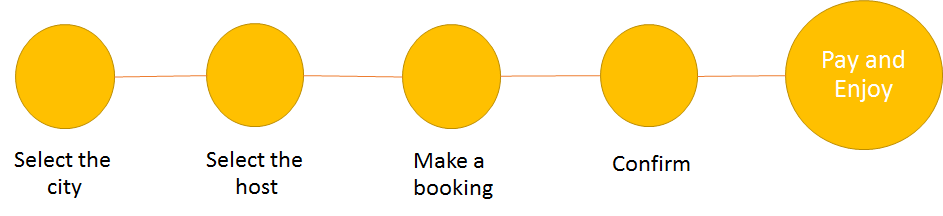 Select the
city
Select the
host
Make a
booking
Confirm
Pay and
Enjoy